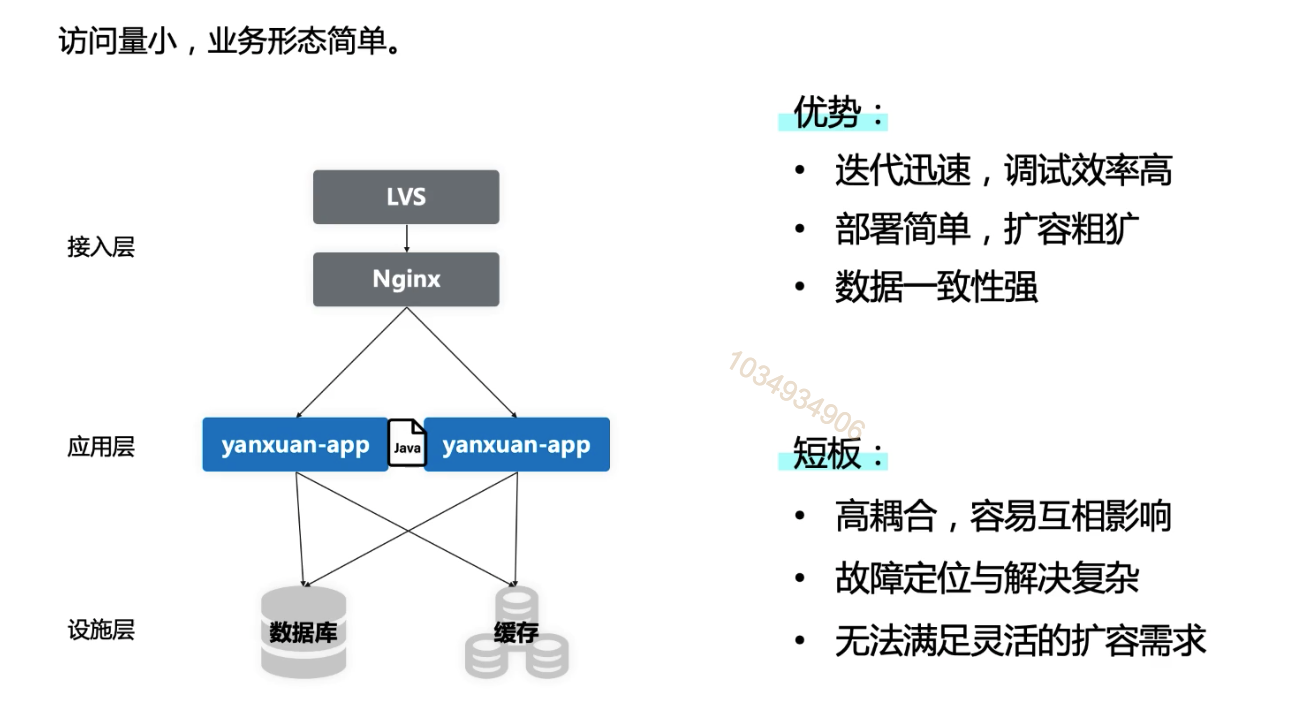 访问量小，业务形态简单。
LVS
接入层
Nginx
yanxuan-app
Java
yanxuan-app
应用层
设施层
数据库
缓存
优势：
• 迭代迅速，调试效率高
• 部署简单，扩容粗犷
• 数据一致性强
1034934906
短板：
• 高耦合，容易互相影响
• 故障定位与解决复杂
• 无法满足灵活的扩容需求